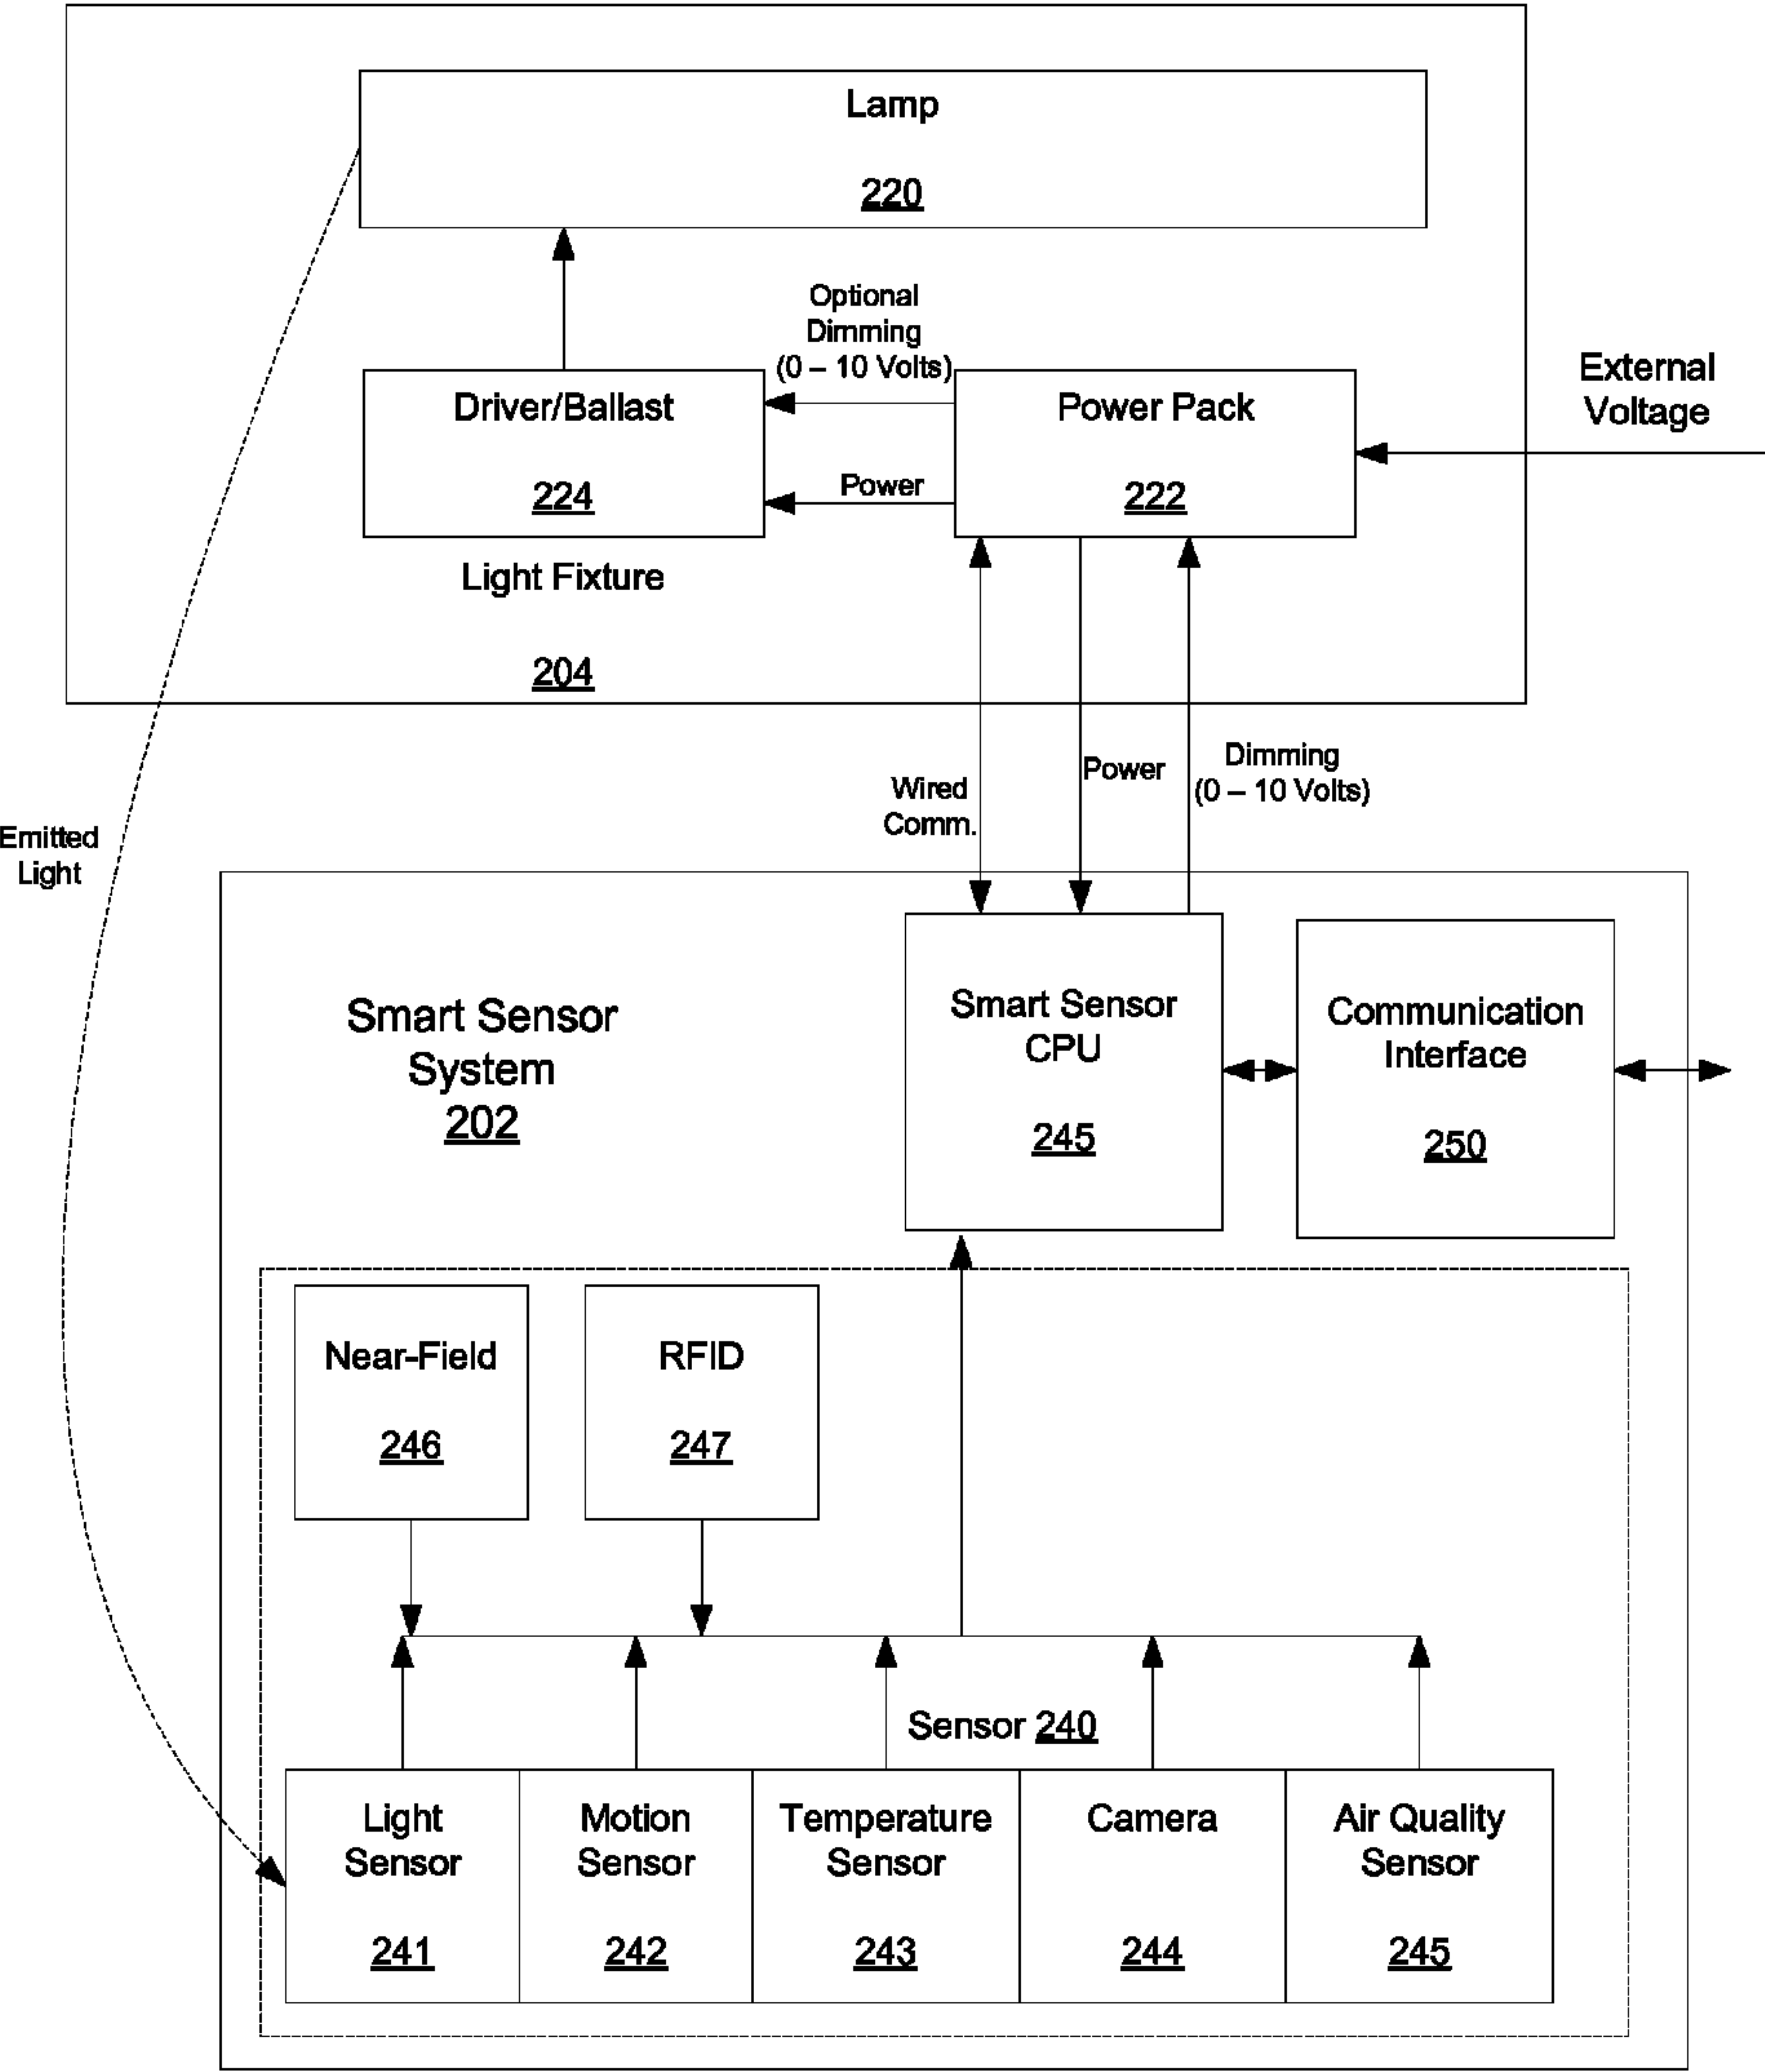 Lamp
220
Optional
Dimming
(0 – 10 Volts)
External
Voltage
Driver/Ballast
224
Power
Power Pack
222
Light Fixture
204
Wired
Comm.
Power
Dimming
(0 – 10 Volts)
Emitted
Light
Smart Sensor
System
202
Smart Sensor
CPU
245
Communication
Interface
250
Near-Field
246
RFID
247
Sensor 240
Light
Sensor
241
Motion
Sensor
242
Temperature
Sensor
243
Camera
244
Air Quality
Sensor
245